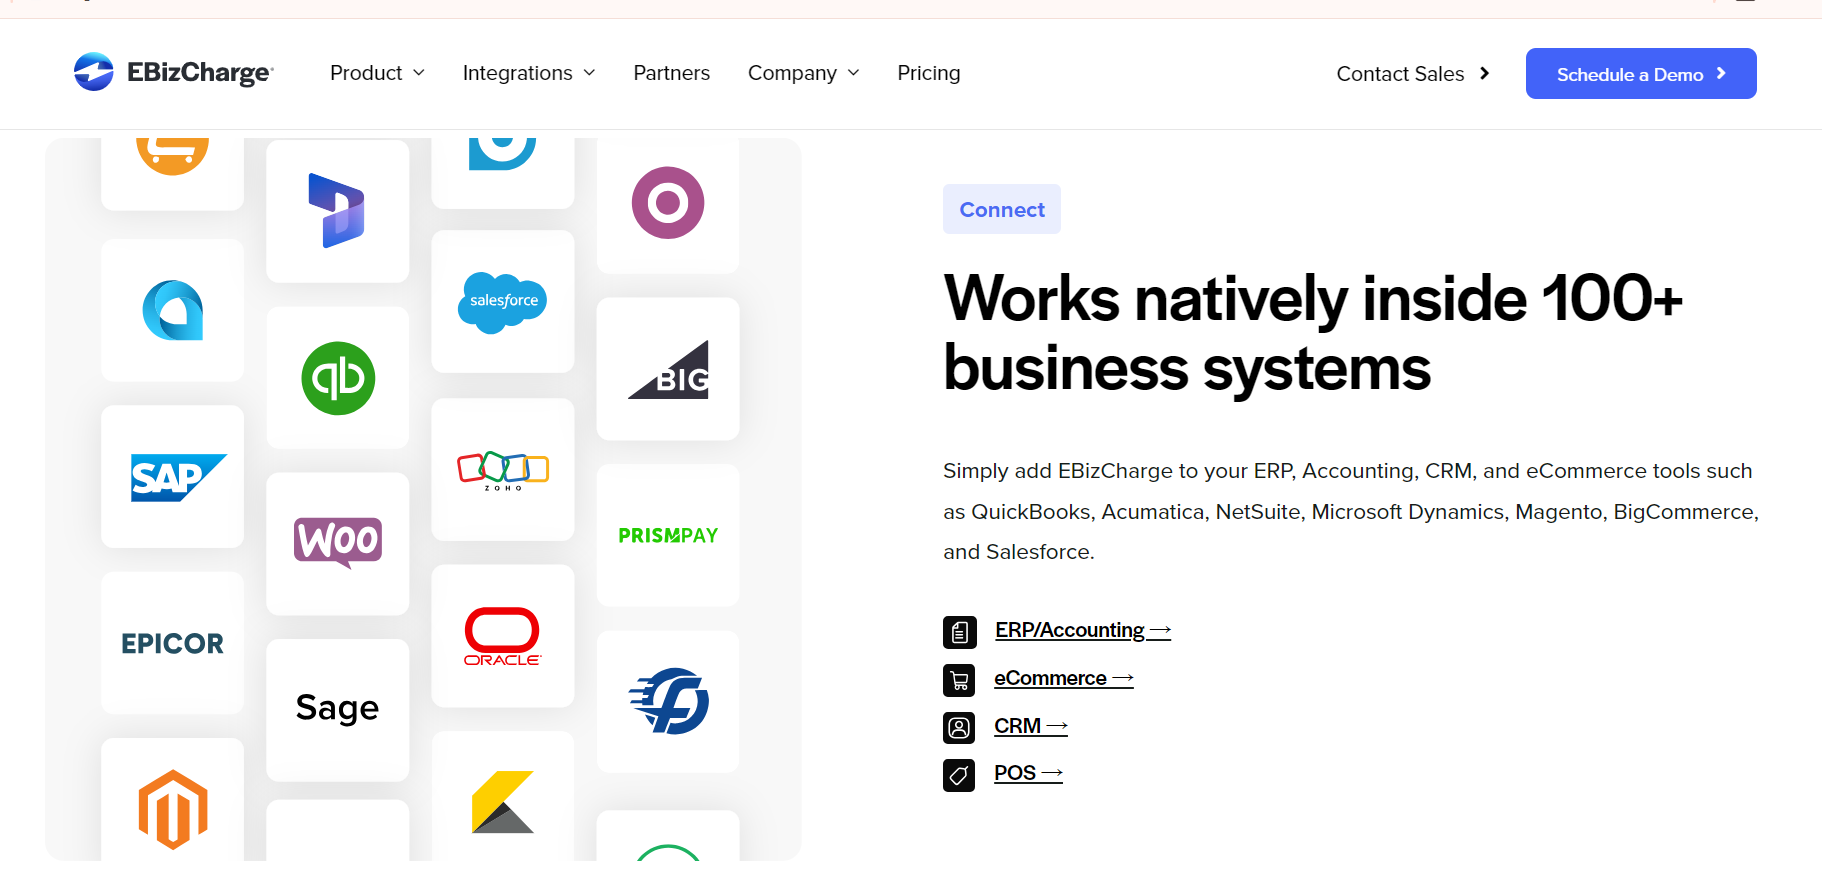 EBizCharge
Product
Integrations
Partners
Company
Pricing
Contact Sales
Schedule a Demo
salesforce
qb
BIG
SAP
ZOHO
WOO
PRISMPAY
EPICOR
ORACLE
Sage
Connect
Works natively inside 100+
business systems
Simply add EBizCharge to your ERP, Accounting, CRM, and eCommerce tools such
as QuickBooks, Acumatica, NetSuite, Microsoft Dynamics, Magento, BigCommerce,
and Salesforce.
ERP/Accounting →
eCommerce →
CRM →
POS →